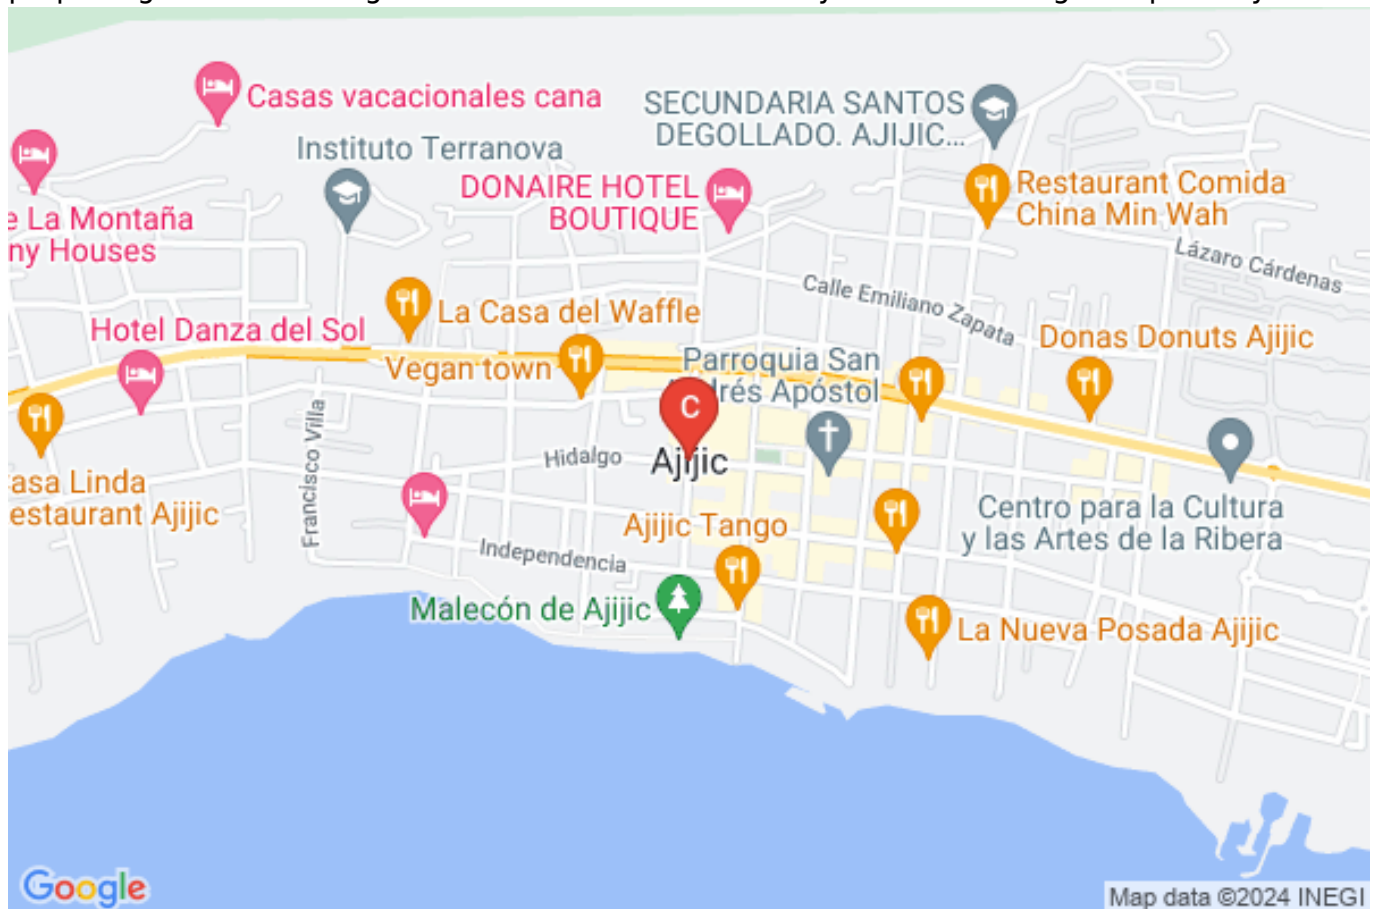 Casas vacacionales cana
SECUNDARIA SANTOS
DEGOLLADO. AJIJIC...
Instituto Terranova
DONAIRE HOTEL
BOUTIQUE
Restaurant Comida
China Min Wah
e La Montaña
ny Houses
Lázaro Cárdenas
Calle Emiliano Zapata
La Casa del Waffle
Hotel Danza del Sol
Donas Donuts Ajijic
Vegan town
Parroquia San
drés Apóstol
C
Francisco Villa
Hidalgo
Ajijic
asa Linda
estaurant Ajijic
Centro para la Cultura
y las Artes de la Ribera
Ajijic Tango
Independencia
Malecón de Ajijic
La Nueva Posada Ajijic
Google
Map data ©2024 INEGI